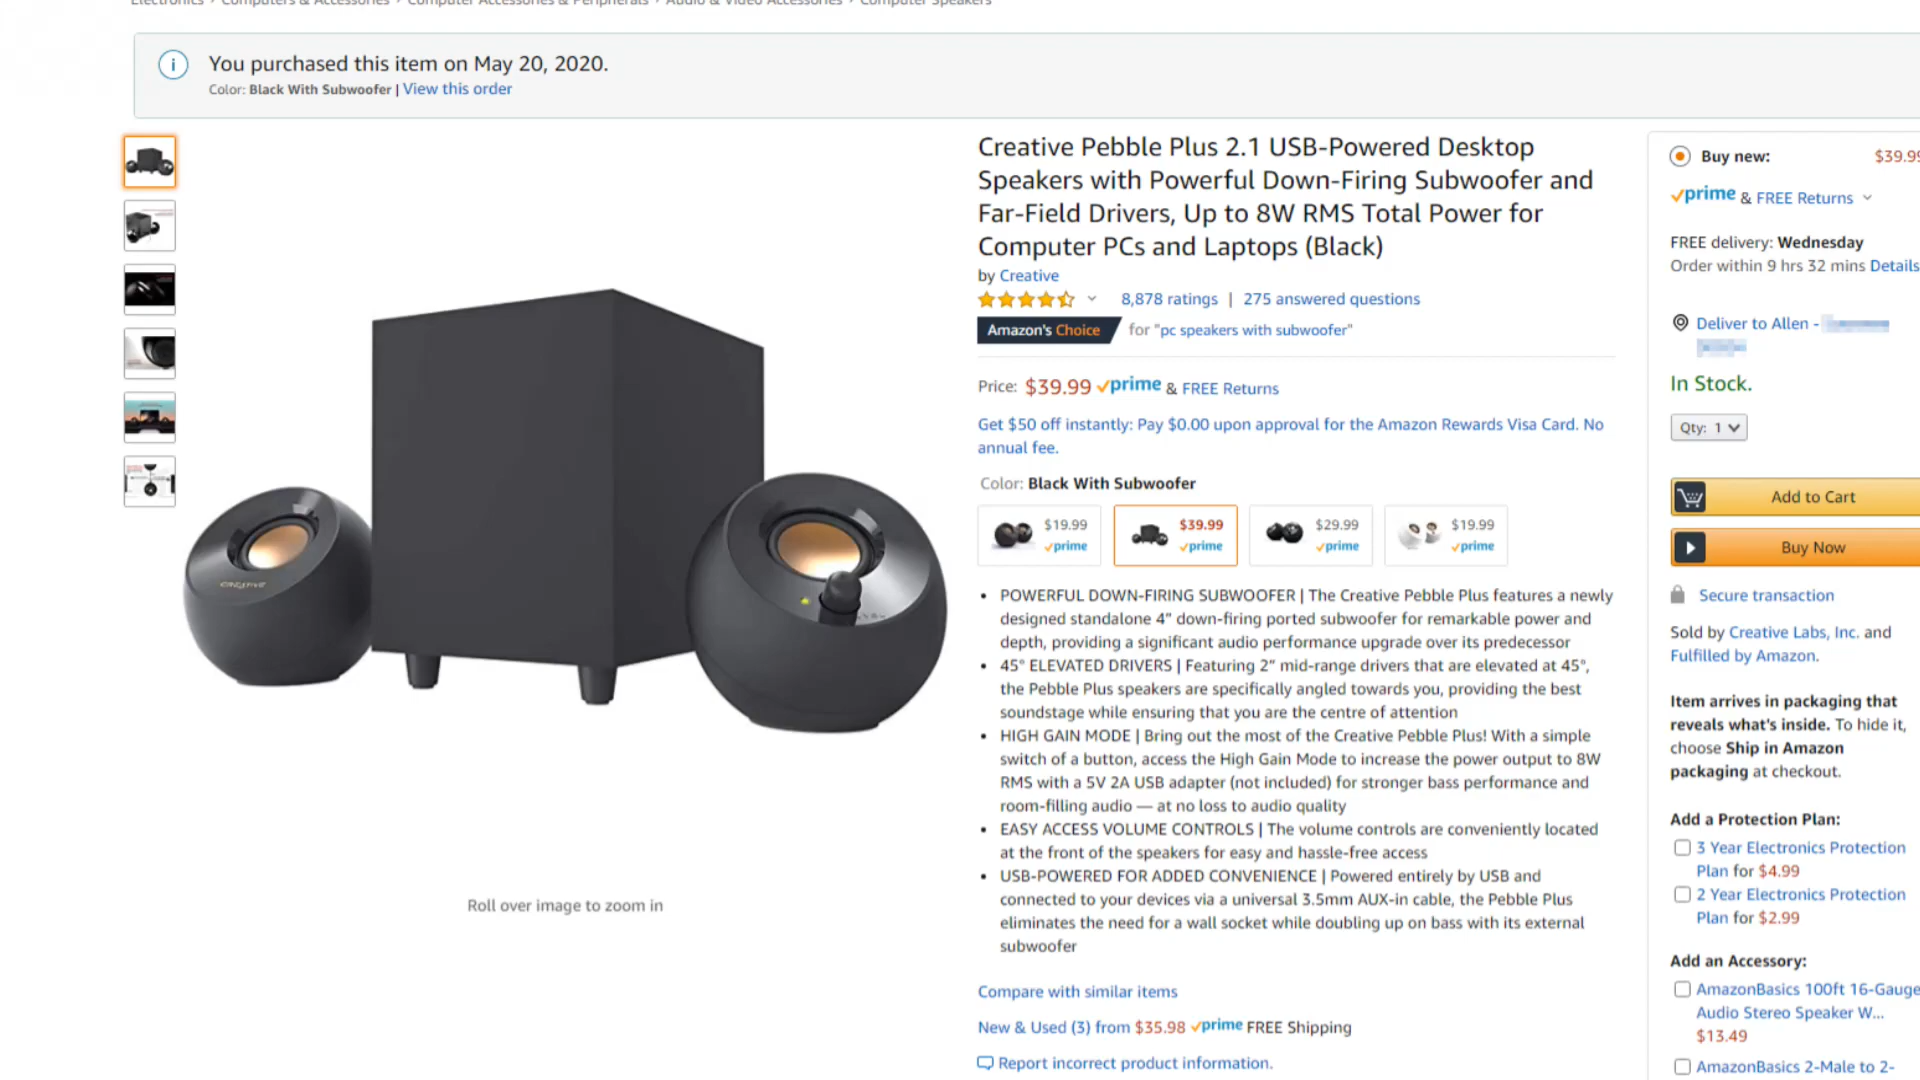 Electronics › Computers & Accessories › Computer Accessories & Peripherals › Audio & Video Accessories › Computer Speakers
You purchased this item on May 20, 2020.
Color: Black With Subwoofer | View this order
Creative Pebble Plus 2.1 USB-Powered Desktop
Speakers with Powerful Down-Firing Subwoofer and
Far-Field Drivers, Up to 8W RMS Total Power for
Computer PCs and Laptops (Black)
by Creative
8,878 ratings | 275 answered questions
Amazon's Choice for "pc speakers with subwoofer"
Price: $39.99 prime & FREE Returns
Get $50 off instantly: Pay $0.00 upon approval for the Amazon Rewards Visa Card. No
annual fee.
Color: Black With Subwoofer
$19.99 $39.99 $29.99 $19.99
prime prime prime prime
• POWERFUL DOWN-FIRING SUBWOOFER | The Creative Pebble Plus features a newly
designed standalone 4” down-firing ported subwoofer for remarkable power and
depth, providing a significant audio performance upgrade over its predecessor
• 45° ELEVATED DRIVERS | Featuring 2” mid-range drivers that are elevated at 45°,
the Pebble Plus speakers are specifically angled towards you, providing the best
soundstage while ensuring that you are the centre of attention
• HIGH GAIN MODE | Bring out the most of the Creative Pebble Plus! With a simple
switch of a button, access the High Gain Mode to increase the power output to 8W
RMS with a 5V 2A USB adapter (not included) for stronger bass performance and
room-filling audio — at no loss to audio quality
• EASY ACCESS VOLUME CONTROLS | The volume controls are conveniently located
at the front of the speakers for easy and hassle-free access
• USB-POWERED FOR ADDED CONVENIENCE | Powered entirely by USB and
connected to your devices via a universal 3.5mm AUX-in cable, the Pebble Plus
eliminates the need for a wall socket while doubling up on bass with its external
subwoofer
Compare with similar items
New & Used (3) from $35.98 prime FREE Shipping
Report incorrect product information.
CREATIVE
Roll over image to zoom in
Buy new: $39.99
prime & FREE Returns
FREE delivery: Wednesday
Order within 9 hrs 32 mins Details
Deliver to Allen -
In Stock.
Qty: 1
Add to Cart
Buy Now
Secure transaction
Sold by Creative Labs, Inc. and
Fulfilled by Amazon.
Item arrives in packaging that
reveals what's inside. To hide it,
choose Ship in Amazon
packaging at checkout.
Add a Protection Plan:
3 Year Electronics Protection
Plan for $4.99
2 Year Electronics Protection
Plan for $2.99
Add an Accessory:
AmazonBasics 100ft 16-Gauge
Audio Stereo Speaker W...
$13.49
AmazonBasics 2-Male to 2-